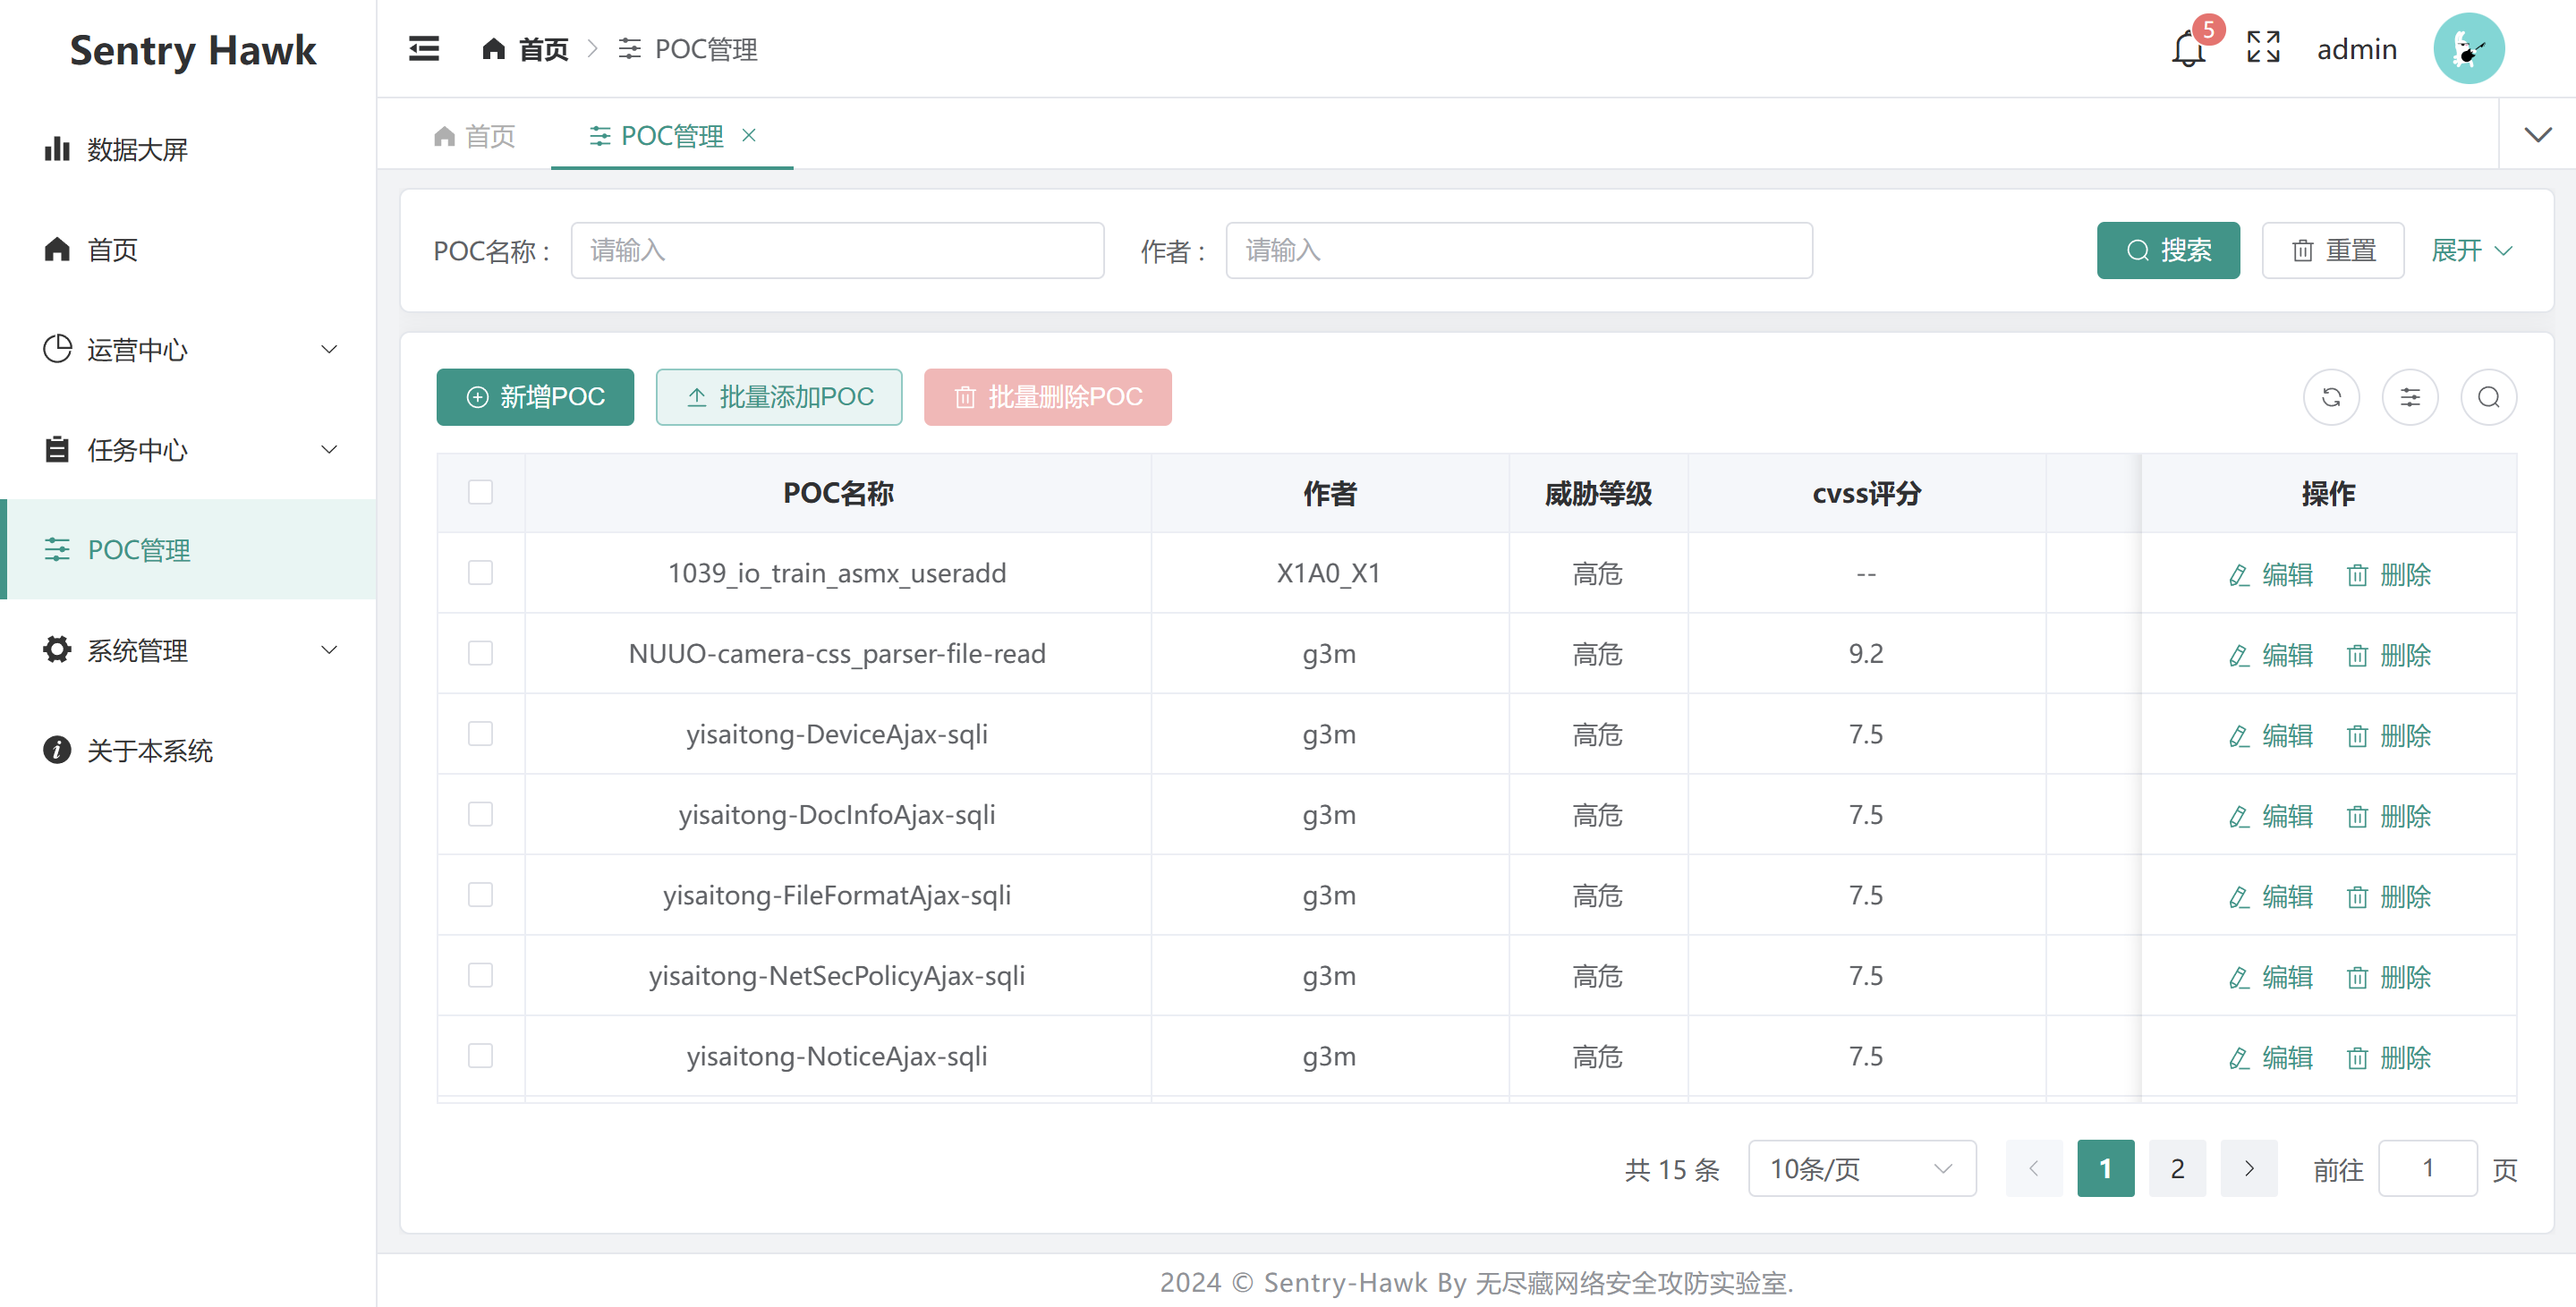 Sentry Hawk
首页
POC管理
5
admin
数据大屏
首页
运营中心
任务中心
POC管理
系统管理
关于本系统
首页
POC管理
POC名称 :
请输入
作者 :
请输入
搜索
重置
展开
新增POC
批量添加POC
批量删除POC
POC名称 作者 威胁等级 cvss评分 操作
1039_io_train_asmx_useradd X1A0_X1 高危 -- 编辑 删除
NUUO-camera-css_parser-file-read g3m 高危 9.2 编辑 删除
yisaitong-DeviceAjax-sqli g3m 高危 7.5 编辑 删除
yisaitong-DocInfoAjax-sqli g3m 高危 7.5 编辑 删除
yisaitong-FileFormatAjax-sqli g3m 高危 7.5 编辑 删除
yisaitong-NetSecPolicyAjax-sqli g3m 高危 7.5 编辑 删除
yisaitong-NoticeAjax-sqli g3m 高危 7.5 编辑 删除
共 15 条 10条/页 1 2 前往 1 页
2024 © Sentry-Hawk By 无尽藏网络安全攻防实验室.